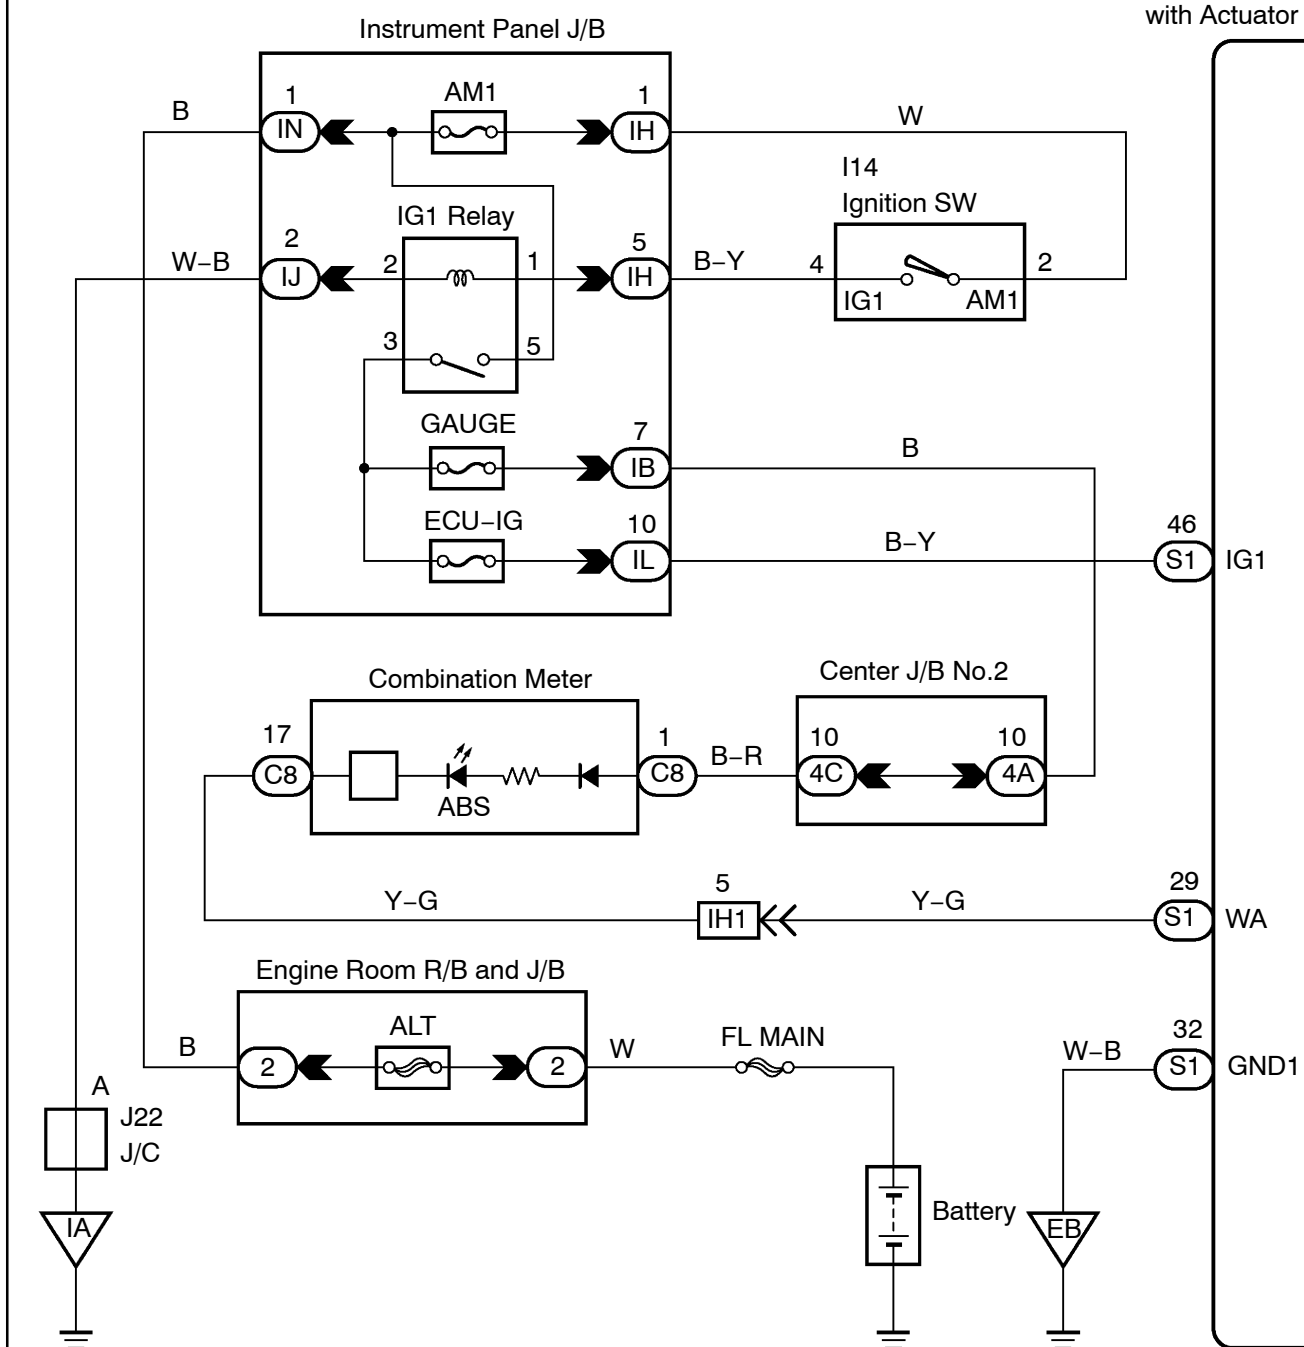 with Actuator
Instrument Panel J/B
1
AM1
1
B
IN
IH
W
I14
Ignition SW
IG1 Relay
2
5
W–B
IJ
2
1
IH
B–Y
4
2
IG1
AM1
3
5
GAUGE
7
IB
B
ECU–IG
10
IL
B–Y
46
S1
IG1
Combination Meter
Center J/B No.2
17
1
10
10
C8
C8
B–R
4C
4A
ABS
5
29
Y–G
IH1
Y–G
S1
WA
Engine Room R/B and J/B
ALT
FL MAIN
32
B
2
2
W
W–B
S1
GND1
A
J22
J/C
IA
Battery
EB